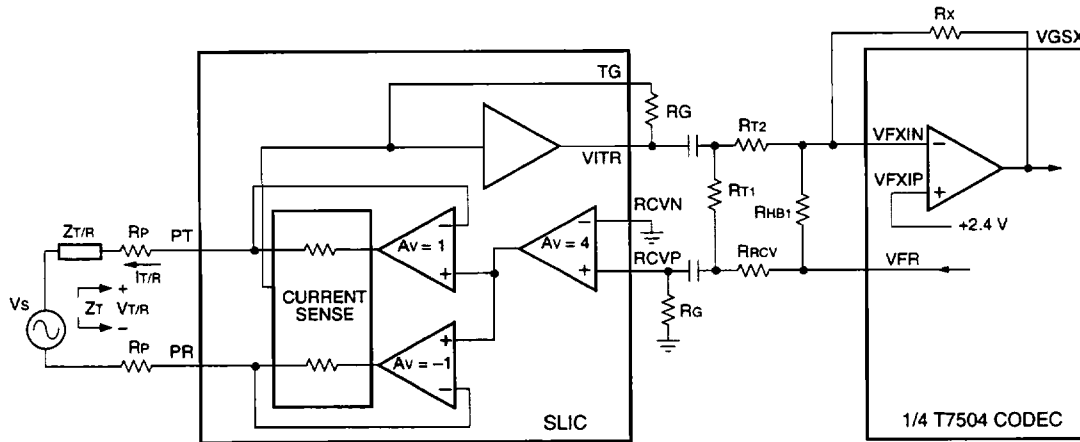 RX
VGSX
TG
RG
RT2
VFXIN
VITR
VFXIP
RT1
RHB1
+2.4 V
RCVN
ZT/R
RP
PT
AV = 1
AV = 4
RCVP
RRCV
VFR
IT/R
CURRENT
SENSE
VS
ZT
VT/R
RG
RP
PR
AV = –1
SLIC
1/4 T7504 CODEC